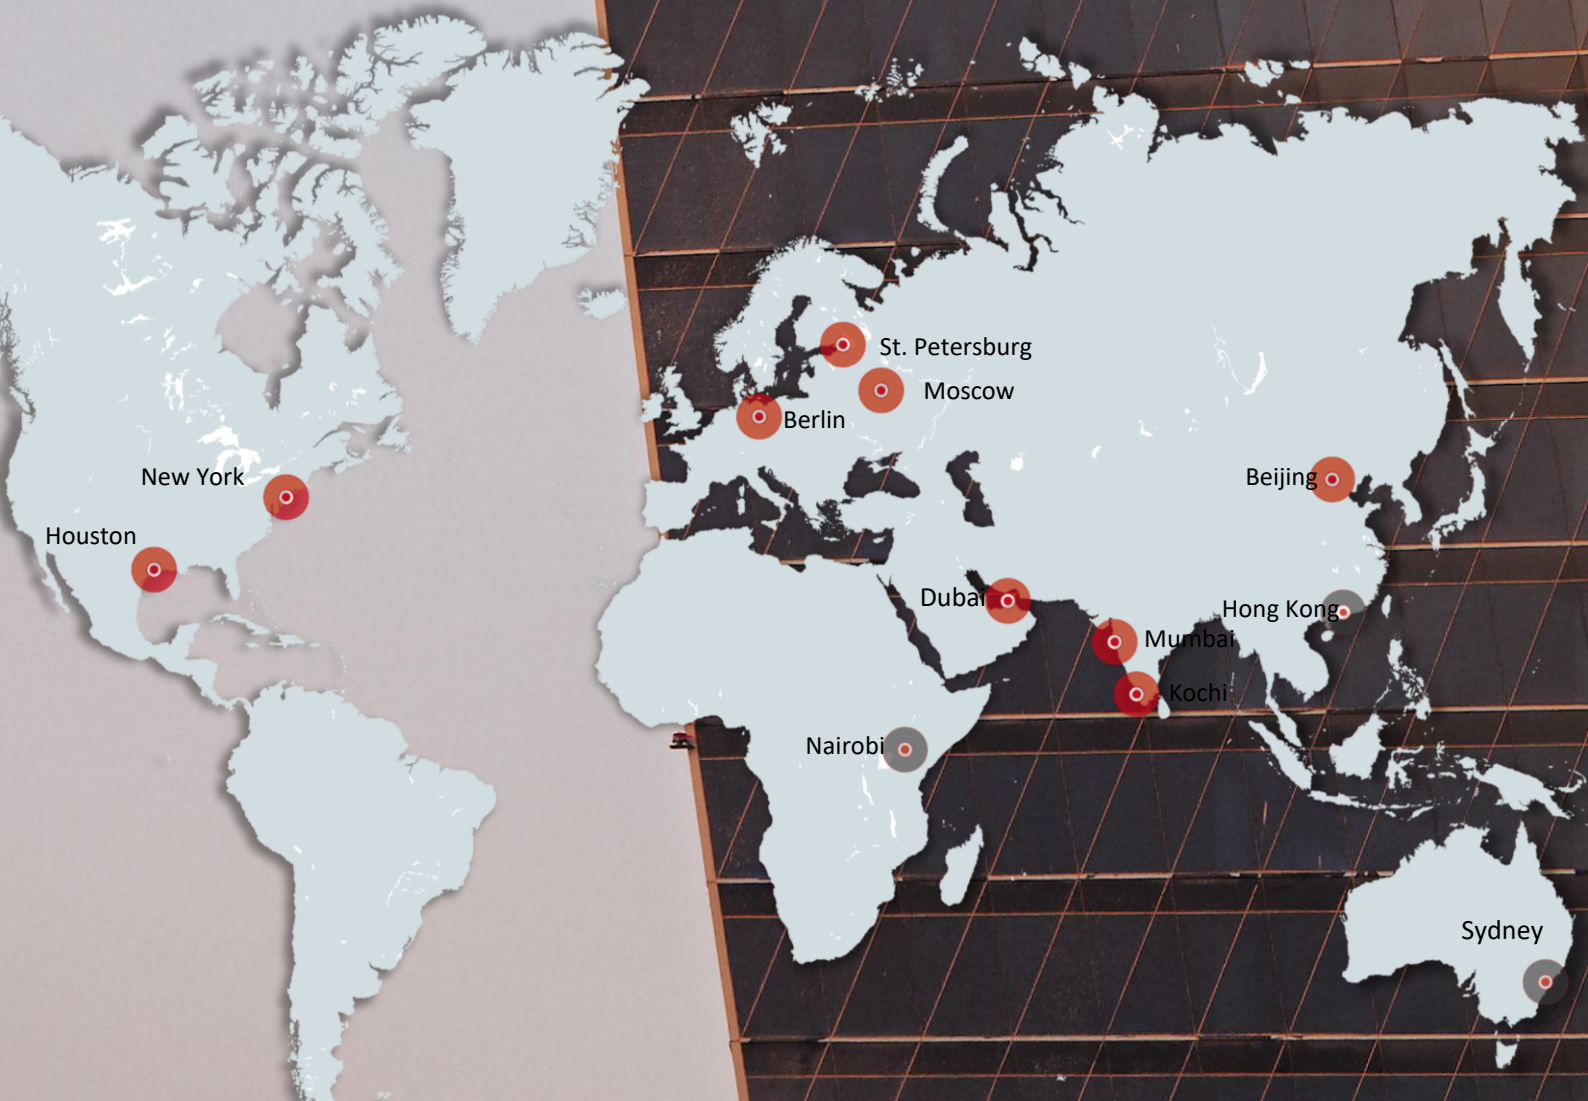 St. Petersburg
Moscow
Berlin
New York
Beijing
Houston
Dubai
Hong Kong
Mumbai
Kochi
Nairobi
Sydney